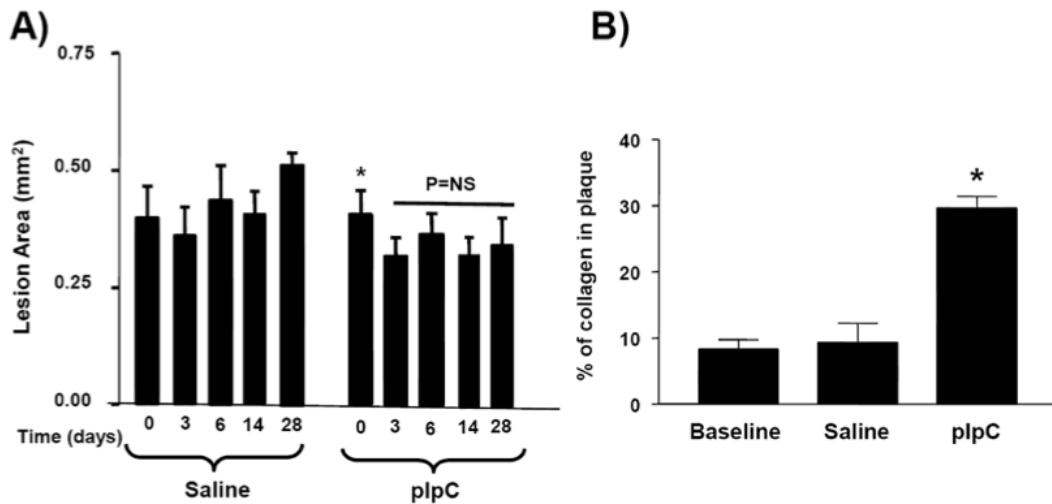 A)
0.75
0.50
0.25
0.00
Lesion Area (mm²)
*
P=NS
Time (days) 0 3 6 14 28 0 3 6 14 28
Saline pIpC
B)
40
30
20
10
0
% of collagen in plaque
*
Baseline Saline pIpC